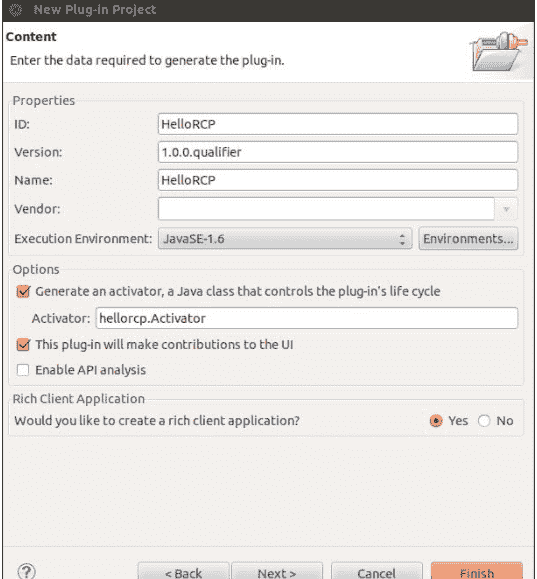 New Plug-in Project
Content
Enter the data required to generate the plug-in.
Properties
ID: HelloRCP
Version: 1.0.0.qualifier
Name: HelloRCP
Vendor:
Execution Environment: JavaSE-1.6 Environments...
Options
Generate an activator, a Java class that controls the plug-in's life cycle
Activator: hellorcp.Activator
This plug-in will make contributions to the UI
Enable API analysis
Rich Client Application
Would you like to create a rich client application? Yes No
? < Back Next > Cancel Finish